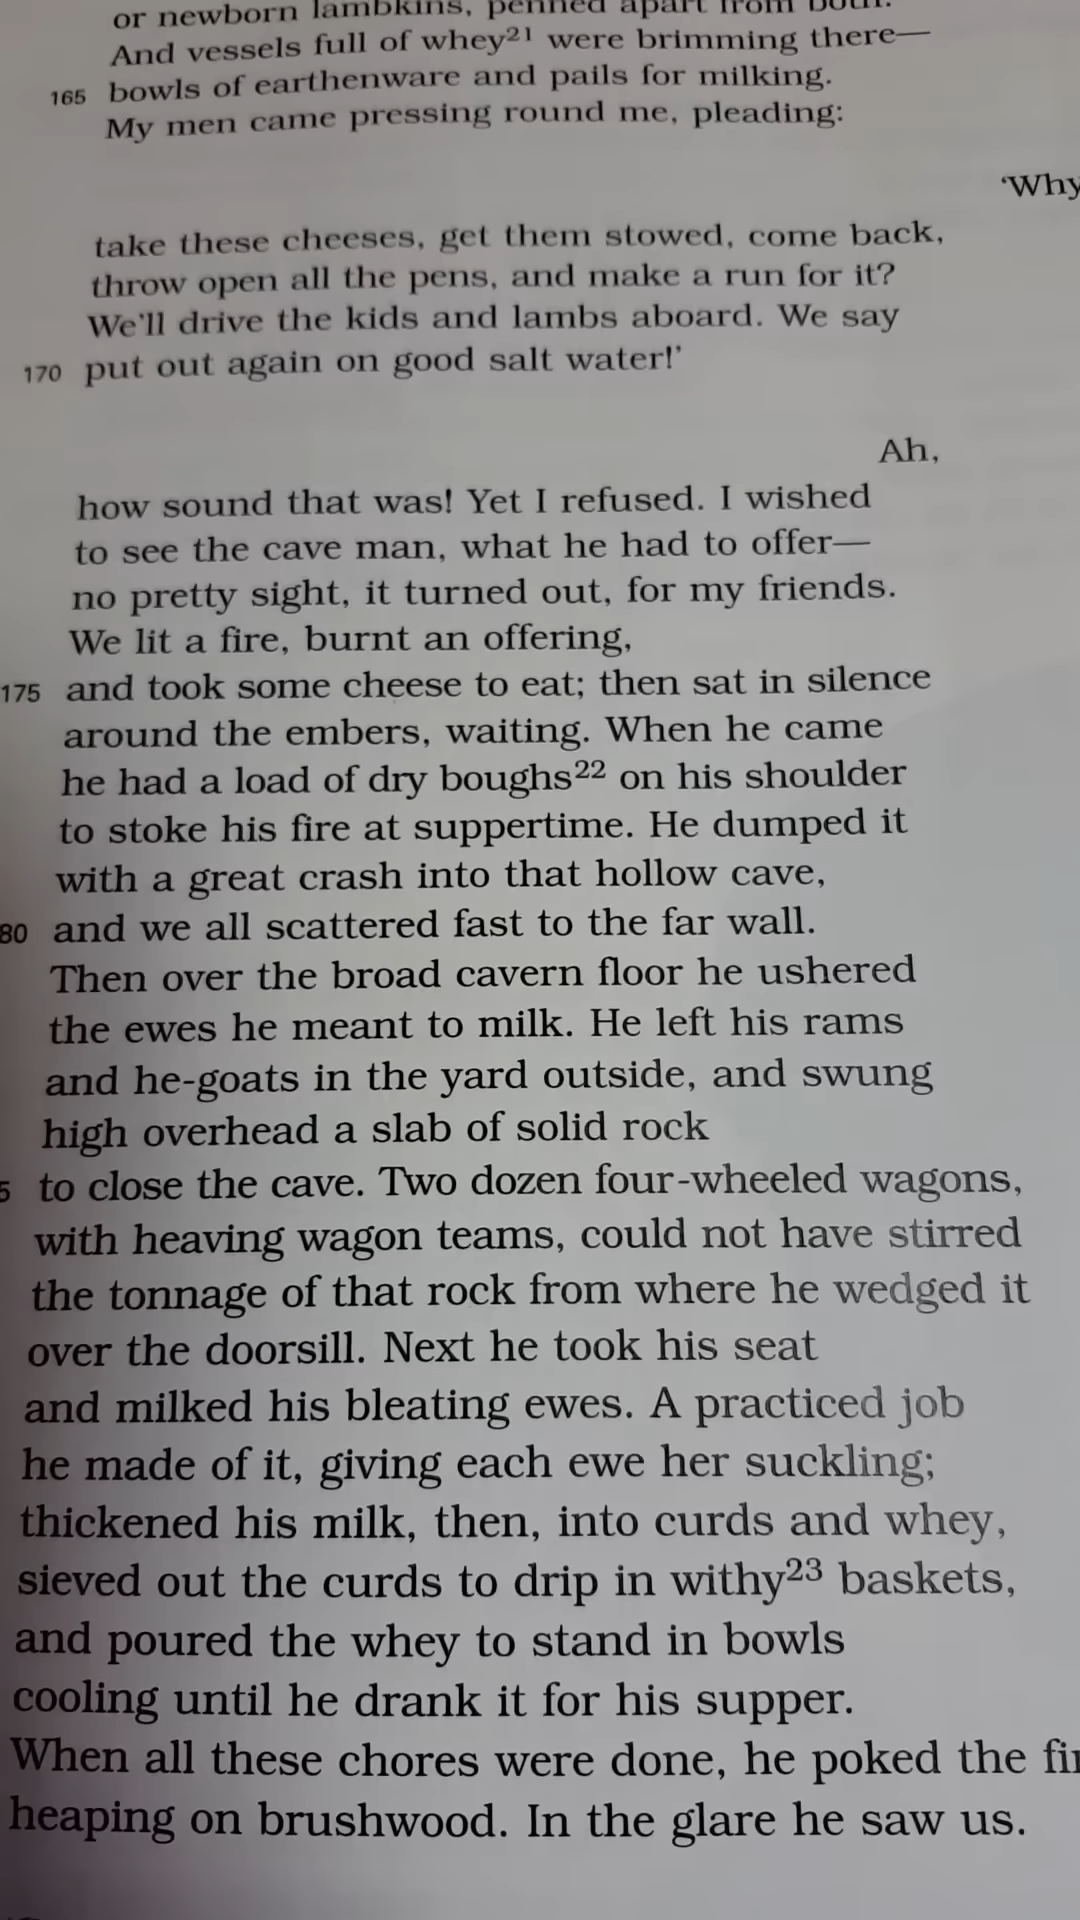 or newborn lambkins, penned apart from both.
And vessels full of whey21 were brimming there—
165 bowls of earthenware and pails for milking.
My men came pressing round me, pleading:
‘Why
take these cheeses, get them stowed, come back,
throw open all the pens, and make a run for it?
We'll drive the kids and lambs aboard. We say
170 put out again on good salt water!’
Ah,
how sound that was! Yet I refused. I wished
to see the cave man, what he had to offer—
no pretty sight, it turned out, for my friends.
We lit a fire, burnt an offering,
175 and took some cheese to eat; then sat in silence
around the embers, waiting. When he came
he had a load of dry boughs22 on his shoulder
to stoke his fire at suppertime. He dumped it
with a great crash into that hollow cave,
80 and we all scattered fast to the far wall.
Then over the broad cavern floor he ushered
the ewes he meant to milk. He left his rams
and he-goats in the yard outside, and swung
high overhead a slab of solid rock
5 to close the cave. Two dozen four-wheeled wagons,
with heaving wagon teams, could not have stirred
the tonnage of that rock from where he wedged it
over the doorsill. Next he took his seat
and milked his bleating ewes. A practiced job
he made of it, giving each ewe her suckling;
thickened his milk, then, into curds and whey,
sieved out the curds to drip in withy23 baskets,
and poured the whey to stand in bowls
cooling until he drank it for his supper.
When all these chores were done, he poked the
heaping on brushwood. In the glare he saw us.